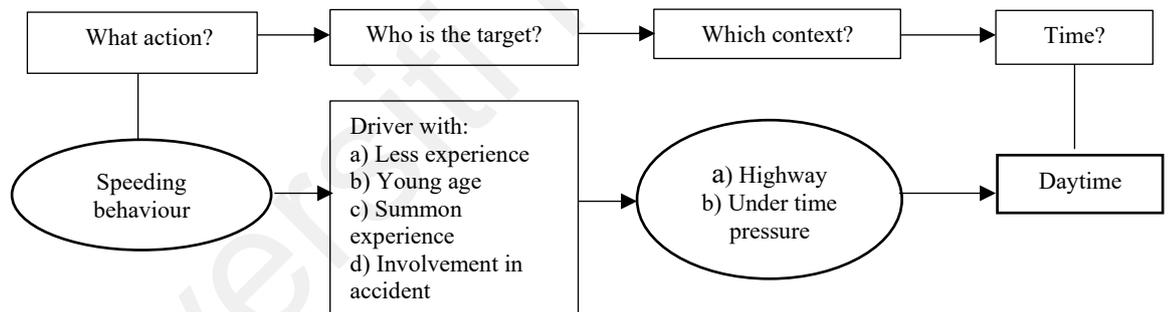 What action?
Who is the target?
Which context?
Time?
Speeding
behaviour
Driver with:
a) Less experience
b) Young age
c) Summon
experience
d) Involvement in
accident
a) Highway
b) Under time
pressure
Daytime
ersiti